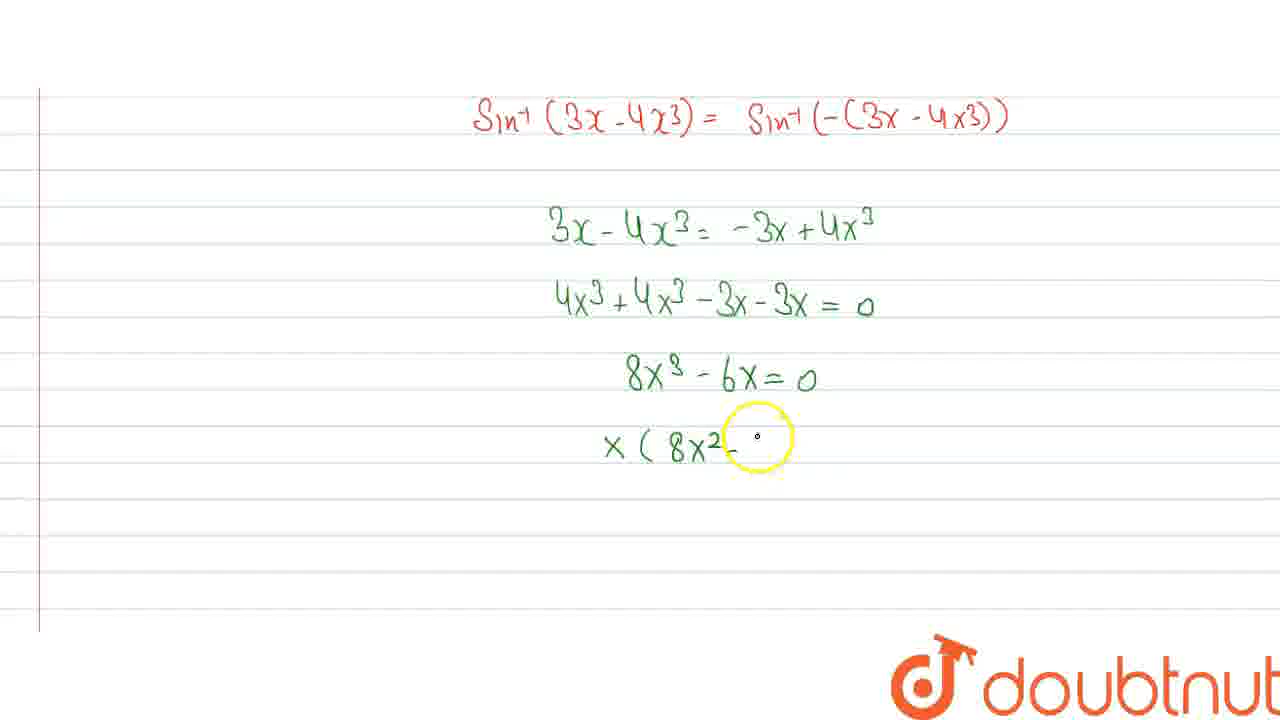 Sin⁻¹ (3x - 4x³) = Sin⁻¹ (-(3x - 4x³))
3x - 4x³ = -3x + 4x³
4x³ + 4x³ - 3x - 3x = 0
8x³ - 6x = 0
x ( 8x² -
doubtnut